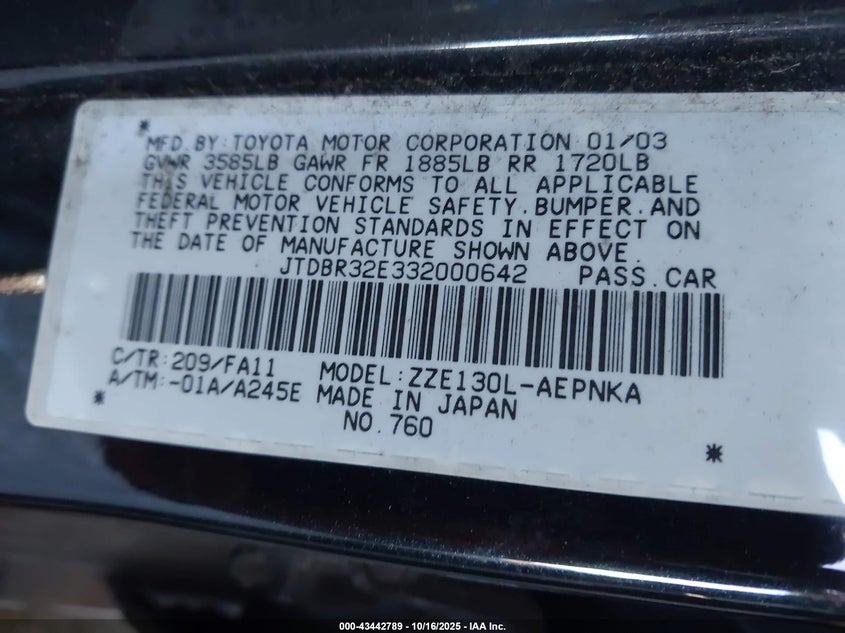 MFD.BY:TOYOTA MOTOR CORPORATION 01/03
GVWR 3585LB GAWR FR 1885LB RR 1720LB
THIS VEHICLE CONFORMS TO ALL APPLICABLE
FEDERAL MOTOR VEHICLE SAFETY,BUMPER,AND
THEFT PREVENTION STANDARDS IN EFFECT ON
THE DATE OF MANUFACTURE SHOWN ABOVE.
JTDBR32E332000642 PASS.CAR
C/TR:209/FA11 MODEL:ZZE130L-AEPNKA
A/TM:-01A/A245E MADE IN JAPAN
NO.760
000-43442789 - 10/16/2025 - IAA Inc.